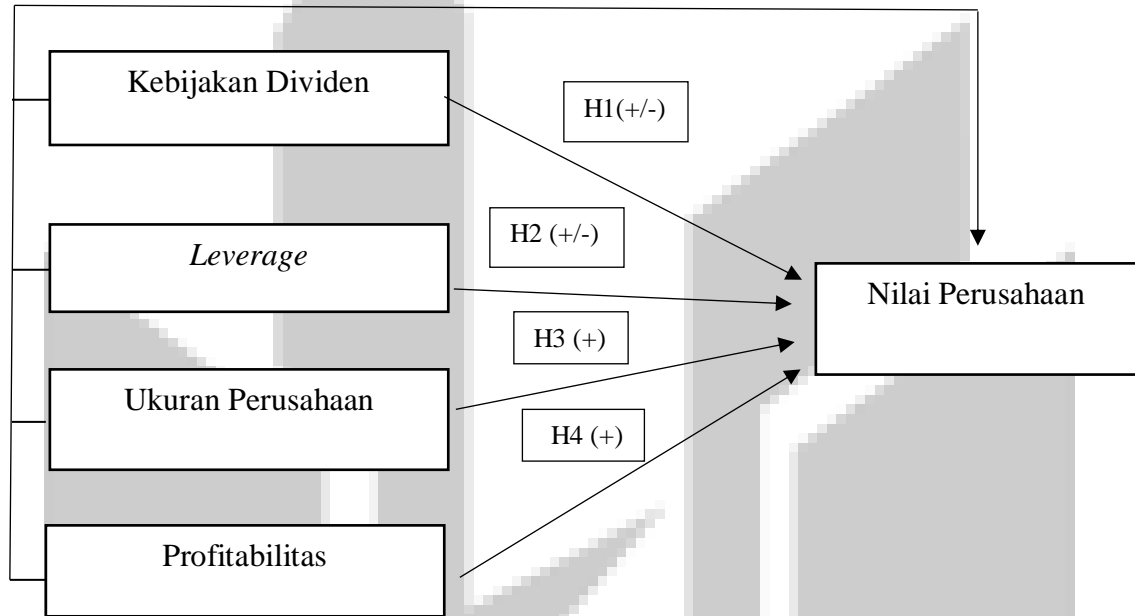 Kebijakan Dividen
H1(+/-)
Leverage
H2 (+/-)
Nilai Perusahaan
H3 (+)
Ukuran Perusahaan
H4 (+)
Profitabilitas